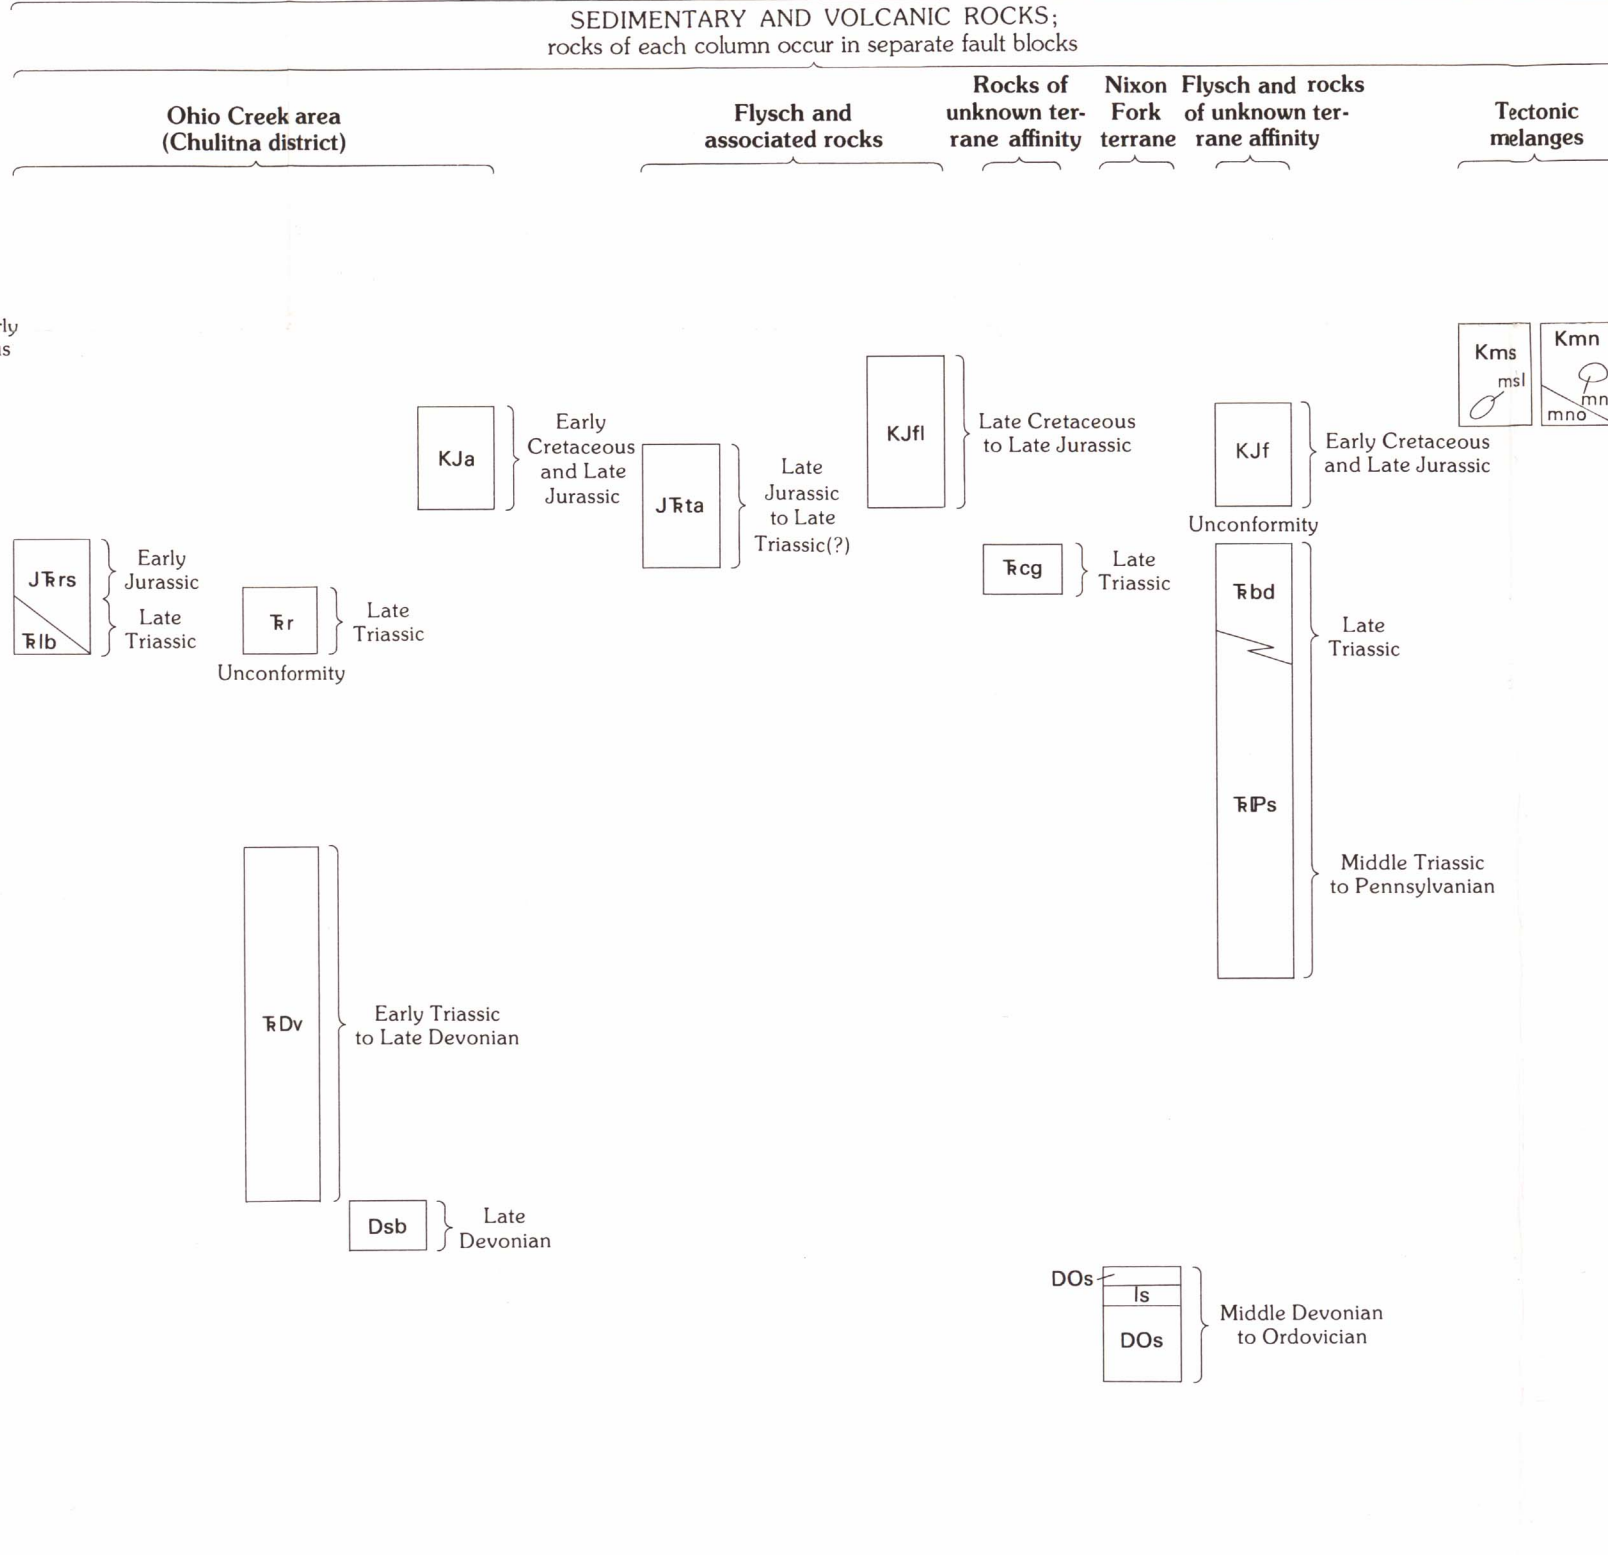 SEDIMENTARY AND VOLCANIC ROCKS;
rocks of each column occur in separate fault blocks
Ohio Creek area
(Chulitna district)
Flysch and
associated rocks
Rocks of
unknown ter-
rane affinity
Nixon
Fork
terrane
Flysch and rocks
of unknown ter-
rane affinity
Tectonic
melanges
KJa
Early
Cretaceous
and Late
Jurassic
JTRrs
Early
Jurassic
TRlb
Late
Triassic
TRr
Late
Triassic
Unconformity
TRDv
Early Triassic
to Late Devonian
Dsb
Late
Devonian
JTRta
Late
Jurassic
to Late
Triassic(?)
KJfl
Late Cretaceous
to Late Jurassic
TRcg
Late
Triassic
DOs
ls
DOs
Middle Devonian
to Ordovician
KJf
Early Cretaceous
and Late Jurassic
Unconformity
TRbd
Late
Triassic
TRIPs
Middle Triassic
to Pennsylvanian
Kms
msl
Kmn
mno